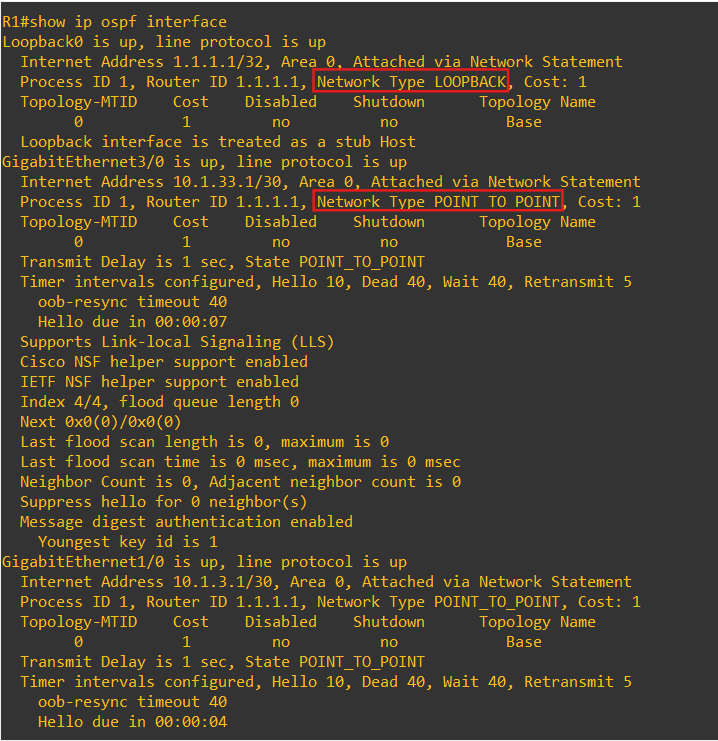 R1#show ip ospf interface
Loopback0 is up, line protocol is up
  Internet Address 1.1.1.1/32, Area 0, Attached via Network Statement
  Process ID 1, Router ID 1.1.1.1, Network Type LOOPBACK, Cost: 1
  Topology-MTID    Cost    Disabled    Shutdown      Topology Name
        0           1         no          no            Base
  Loopback interface is treated as a stub Host
GigabitEthernet3/0 is up, line protocol is up
  Internet Address 10.1.33.1/30, Area 0, Attached via Network Statement
  Process ID 1, Router ID 1.1.1.1, Network Type POINT_TO_POINT, Cost: 1
  Topology-MTID    Cost    Disabled    Shutdown      Topology Name
        0           1         no          no            Base
  Transmit Delay is 1 sec, State POINT_TO_POINT
  Timer intervals configured, Hello 10, Dead 40, Wait 40, Retransmit 5
    oob-resync timeout 40
    Hello due in 00:00:07
  Supports Link-local Signaling (LLS)
  Cisco NSF helper support enabled
  IETF NSF helper support enabled
  Index 4/4, flood queue length 0
  Next 0x0(0)/0x0(0)
  Last flood scan length is 0, maximum is 0
  Last flood scan time is 0 msec, maximum is 0 msec
  Neighbor Count is 0, Adjacent neighbor count is 0
  Suppress hello for 0 neighbor(s)
  Message digest authentication enabled
    Youngest key id is 1
GigabitEthernet1/0 is up, line protocol is up
  Internet Address 10.1.3.1/30, Area 0, Attached via Network Statement
  Process ID 1, Router ID 1.1.1.1, Network Type POINT_TO_POINT, Cost: 1
  Topology-MTID    Cost    Disabled    Shutdown      Topology Name
        0           1         no          no            Base
  Transmit Delay is 1 sec, State POINT_TO_POINT
  Timer intervals configured, Hello 10, Dead 40, Wait 40, Retransmit 5
    oob-resync timeout 40
    Hello due in 00:00:04